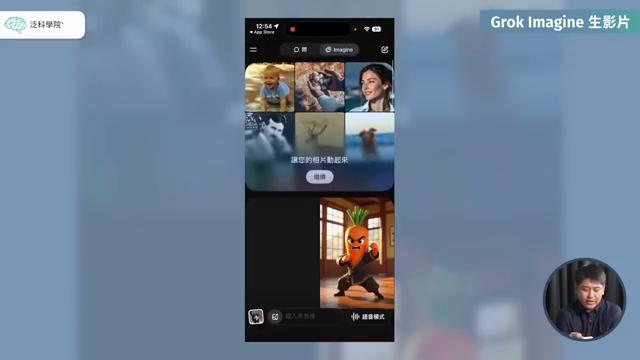 泛科學院
Grok Imagine 生影片
12:54
App Store
問
Imagine
讓您的相片動起來
繼續
鍵入來想像
語音模式